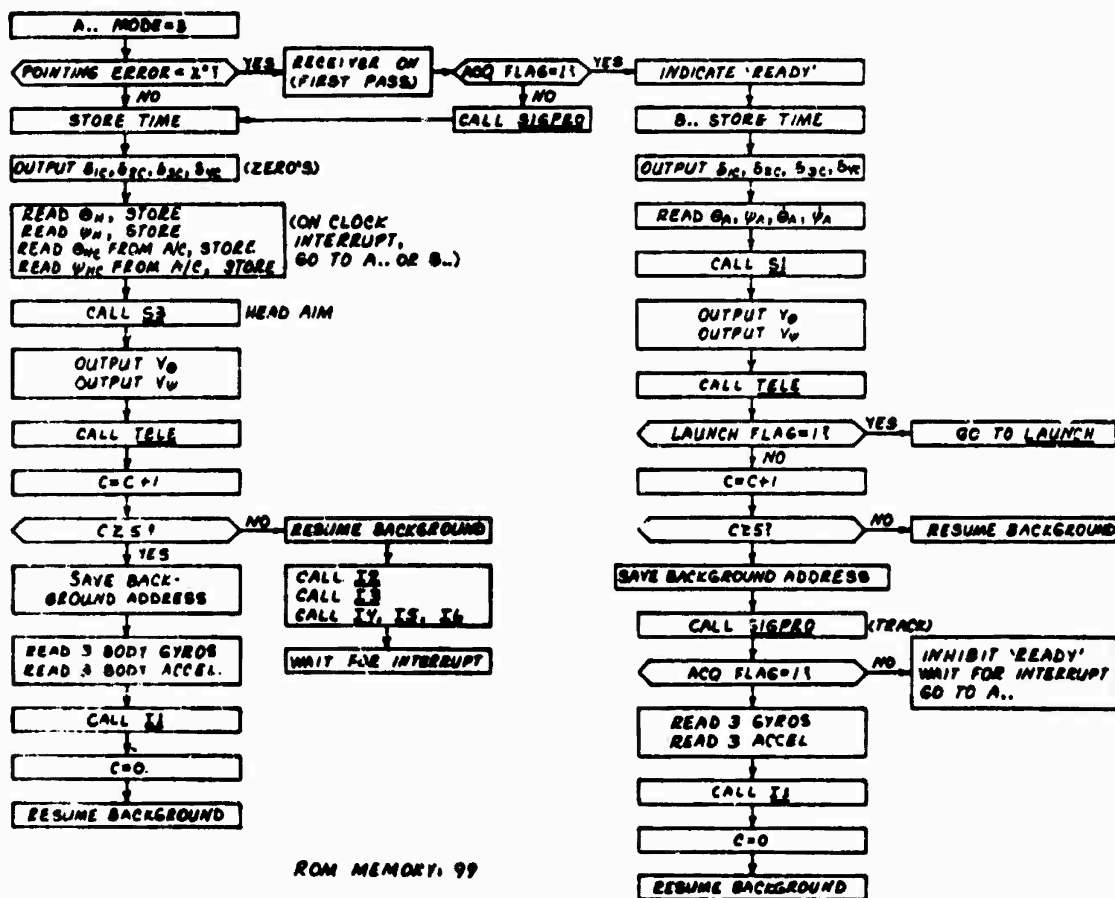 A.. MODE=3
POINTING ERROR = 2°?
YES
RECEIVER ON
(FIRST PASS)
ACQ FLAG=1?
YES
INDICATE 'READY'
NO
NO
STORE TIME
CALL SIGPRO
B.. STORE TIME
OUTPUT δ1C, δ2C, δ3C, δ4C (ZERO'S)
OUTPUT δ1C, δ2C, δ3C, δ4C
READ ΘH, STORE
READ ψH, STORE
READ ΘHC FROM A/C, STORE
READ ψHC FROM A/C, STORE
(ON CLOCK
INTERRUPT,
GO TO A.. OR B..)
READ ΘA, ψA, Θ̇A, ψ̇A
CALL S1
CALL S3
HEAD AIM
OUTPUT VΘ
OUTPUT Vψ
OUTPUT VΘ
OUTPUT Vψ
CALL TELE
CALL TELE
LAUNCH FLAG=1?
YES
GO TO LAUNCH
NO
C=C+1
C=C+1
C≥5?
NO
RESUME BACKGROUND
YES
C≥5?
NO
RESUME BACKGROUND
SAVE BACK-
GROUND ADDRESS
CALL I2
CALL I3
CALL I4, I5, I6
WAIT FOR INTERRUPT
SAVE BACKGROUND ADDRESS
CALL SIGPRO
(TRACK)
READ 3 BODY GYROS
READ 3 BODY ACCEL.
ACQ FLAG=1?
NO
INHIBIT 'READY'
WAIT FOR INTERRUPT
GO TO A..
CALL I1
READ 3 GYROS
READ 3 ACCEL
C=0.
CALL I1
RESUME BACKGROUND
C=0
ROM MEMORY: 99
RESUME BACKGROUND